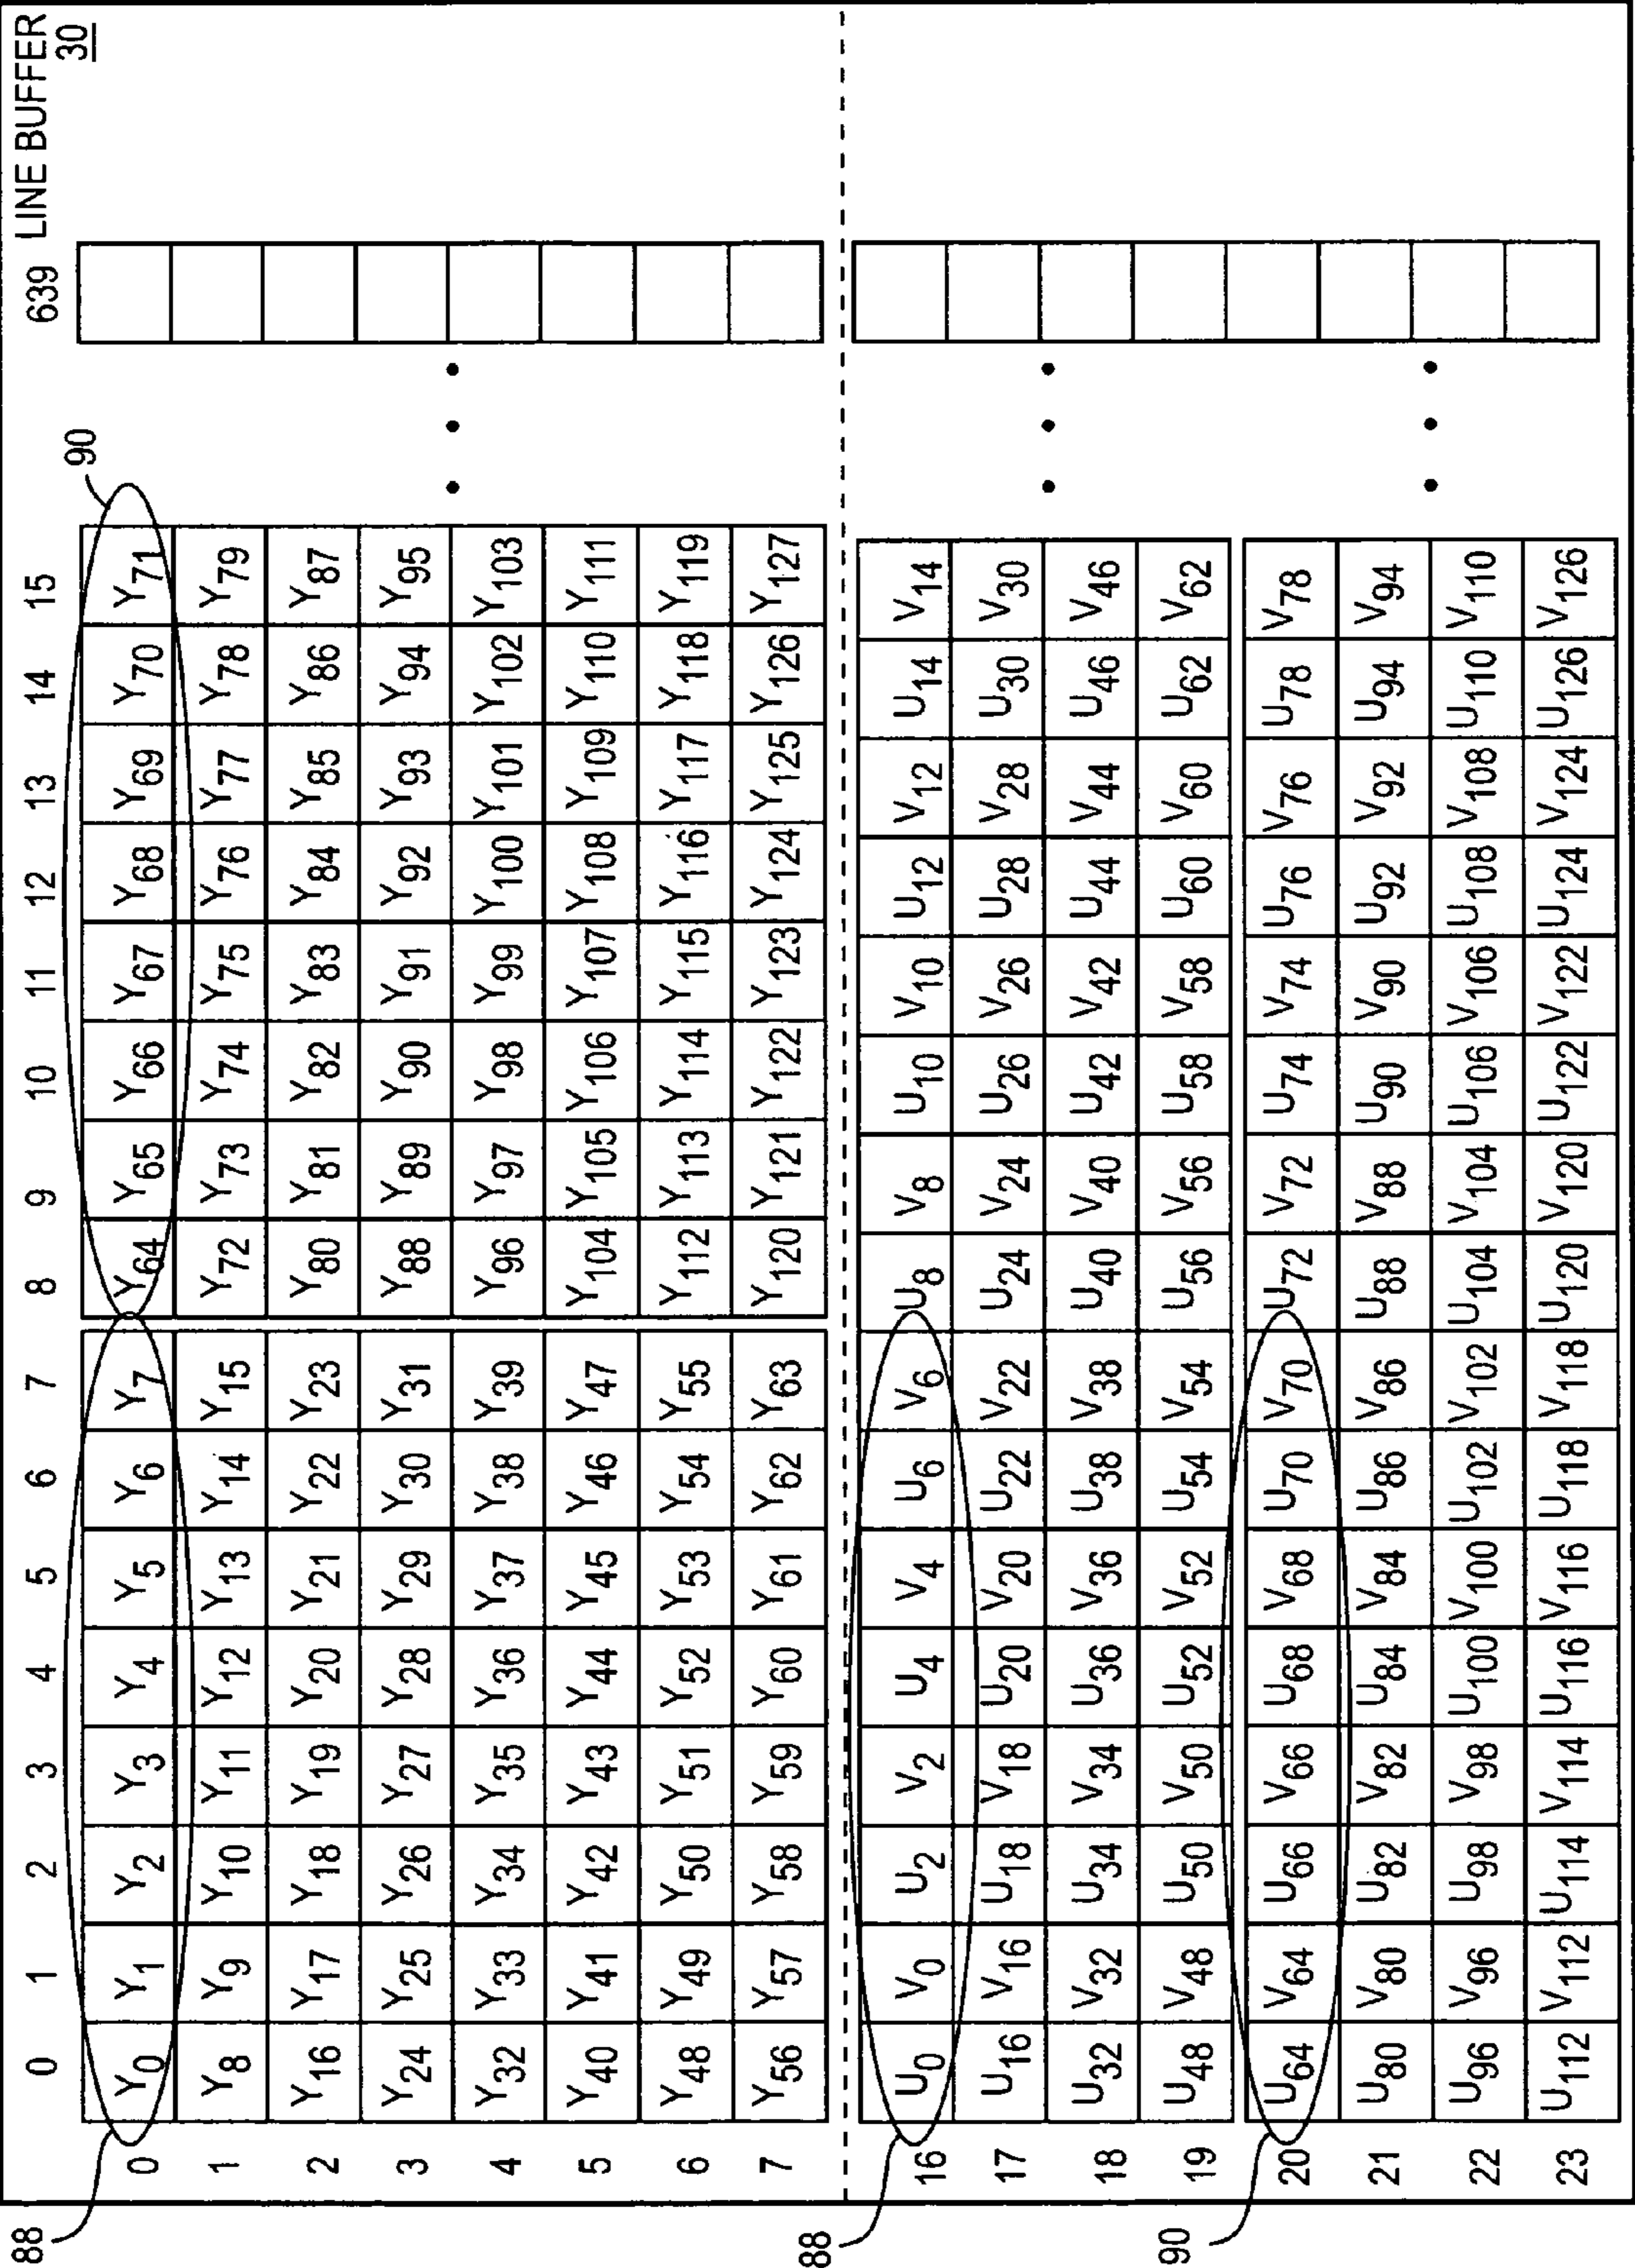 LINE BUFFER
30
0 1 2 3 4 5 6 7 8 9 10 11 12 13 14 15 639
90
88
0 Y0 Y1 Y2 Y3 Y4 Y5 Y6 Y7 Y64 Y65 Y66 Y67 Y68 Y69 Y70 Y71
1 Y8 Y9 Y10 Y11 Y12 Y13 Y14 Y15 Y72 Y73 Y74 Y75 Y76 Y77 Y78 Y79
2 Y16 Y17 Y18 Y19 Y20 Y21 Y22 Y23 Y80 Y81 Y82 Y83 Y84 Y85 Y86 Y87
3 Y24 Y25 Y26 Y27 Y28 Y29 Y30 Y31 Y88 Y89 Y90 Y91 Y92 Y93 Y94 Y95
4 Y32 Y33 Y34 Y35 Y36 Y37 Y38 Y39 Y96 Y97 Y98 Y99 Y100 Y101 Y102 Y103
5 Y40 Y41 Y42 Y43 Y44 Y45 Y46 Y47 Y104 Y105 Y106 Y107 Y108 Y109 Y110 Y111
6 Y48 Y49 Y50 Y51 Y52 Y53 Y54 Y55 Y112 Y113 Y114 Y115 Y116 Y117 Y118 Y119
7 Y56 Y57 Y58 Y59 Y60 Y61 Y62 Y63 Y120 Y121 Y122 Y123 Y124 Y125 Y126 Y127
88
16 U0 V0 U2 V2 U4 V4 U6 V6 U8 V8 U10 V10 U12 V12 U14 V14
17 U16 V16 U18 V18 U20 V20 U22 V22 U24 V24 U26 V26 U28 V28 U30 V30
18 U32 V32 U34 V34 U36 V36 U38 V38 U40 V40 U42 V42 U44 V44 U46 V46
19 U48 V48 U50 V50 U52 V52 U54 V54 U56 V56 U58 V58 U60 V60 U62 V62
90
20 U64 V64 U66 V66 U68 V68 U70 V70 U72 V72 U74 V74 U76 V76 U78 V78
21 U80 V80 U82 V82 U84 V84 U86 V86 U88 V88 U90 V90 U92 V92 U94 V94
22 U96 V96 U98 V98 U100 V100 U102 V102 U104 V104 U106 V106 U108 V108 U110 V110
23 U112 V112 U114 V114 U116 V116 U118 V118 U120 V120 U122 V122 U124 V124 U126 V126